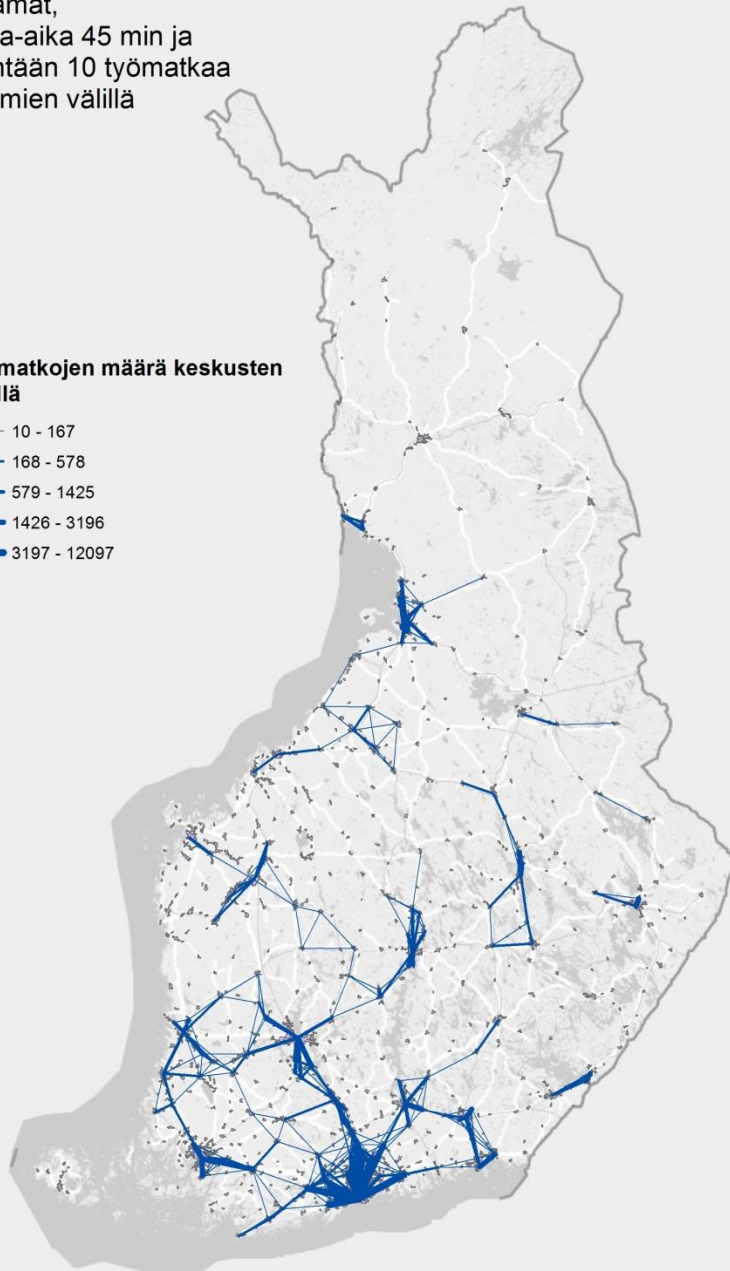 ämät,
a-aika 45 min ja
ntään 10 työmatkaa
mien välillä
matkojen määrä keskusten
llä
10 - 167
168 - 578
579 - 1425
1426 - 3196
3197 - 12097